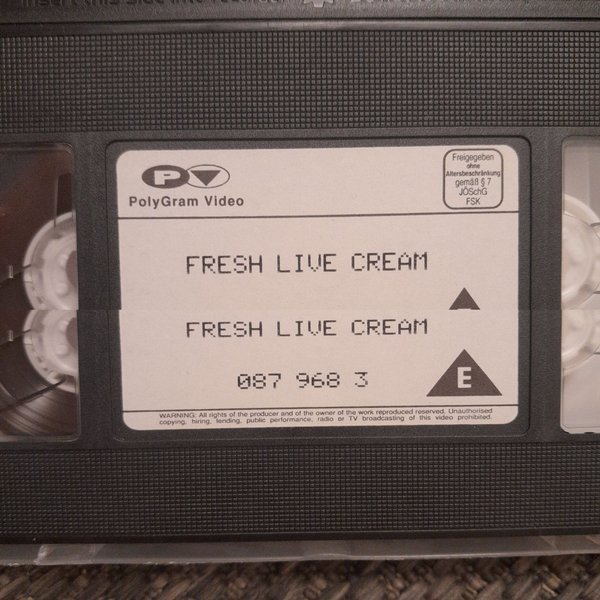 PolyGram Video
Freigegeben
ohne
Altersbeschränkung
gemäß § 7
JÖSchG
FSK
FRESH LIVE CREAM
FRESH LIVE CREAM
087 968 3
E
WARNING: All rights of the producer and of the owner of the work reproduced reserved. Unauthorised
copying, hiring, lending, public performance, radio or TV broadcasting of this video prohibited.